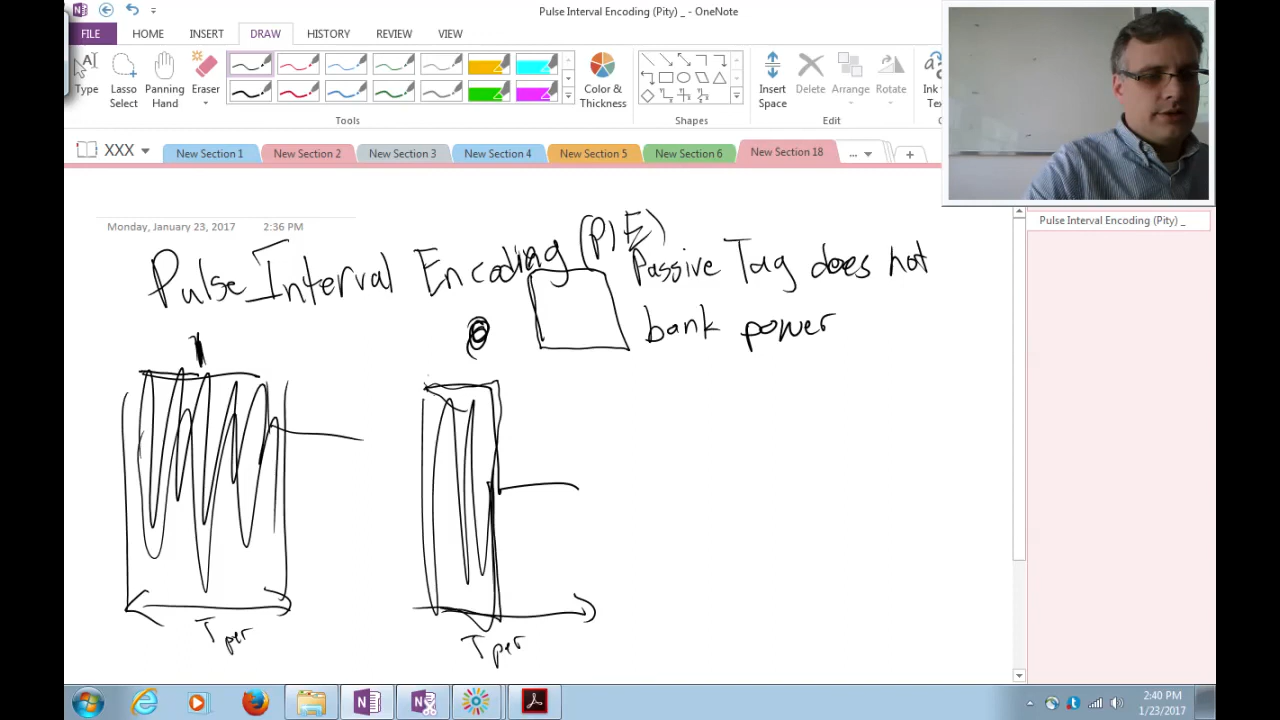 Pulse Interval Encoding (Pity) _ - OneNote
FILE HOME INSERT DRAW HISTORY REVIEW VIEW
Type
Lasso Select
Panning Hand
Eraser
Color & Thickness
Insert Space
Delete
Arrange
Rotate
Ink to
Tools
Shapes
Edit
XXX
New Section 1
New Section 2
New Section 3
New Section 4
New Section 5
New Section 6
New Section 18
...
Pulse Interval Encoding (Pity) _
Monday, January 23, 2017 2:36 PM
Pulse Interval Encoding (PIE)
Passive Tag does not
bank power
1
0
Tper
Tper
2:40 PM
1/23/2017